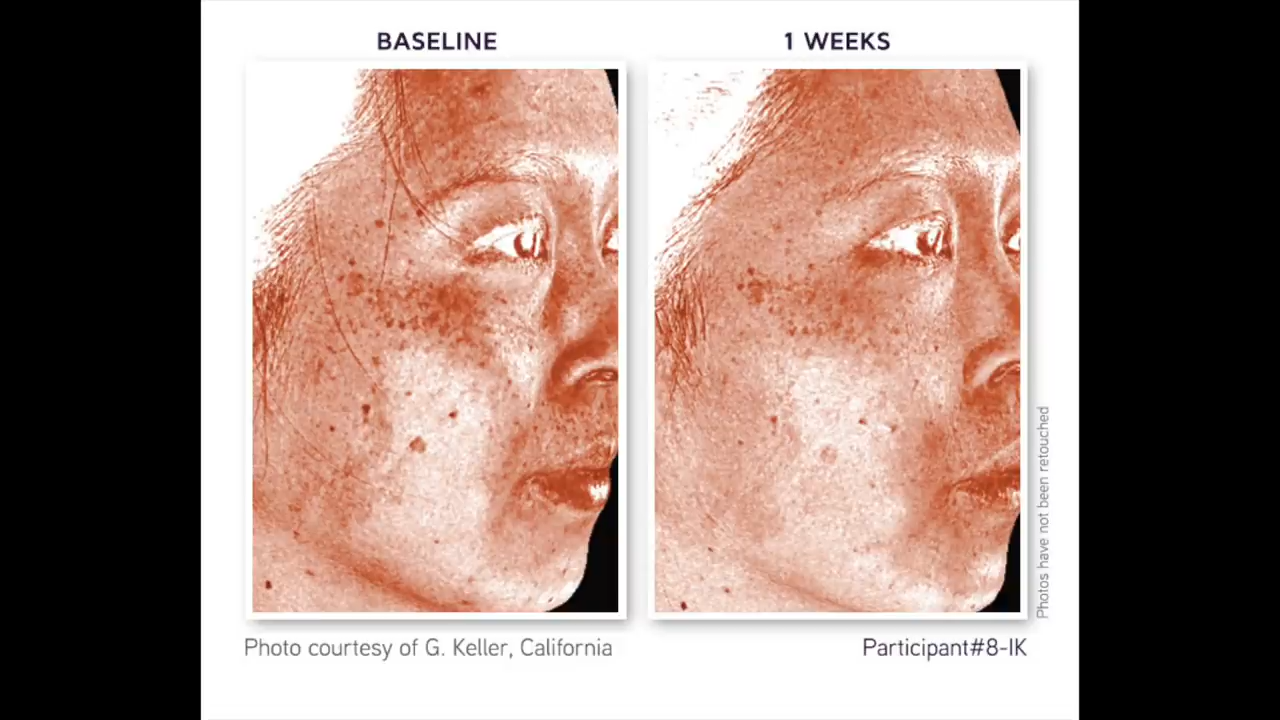 BASELINE
1 WEEKS
Photos have not been retouched
Photo courtesy of G. Keller, California
Participant#8-IK